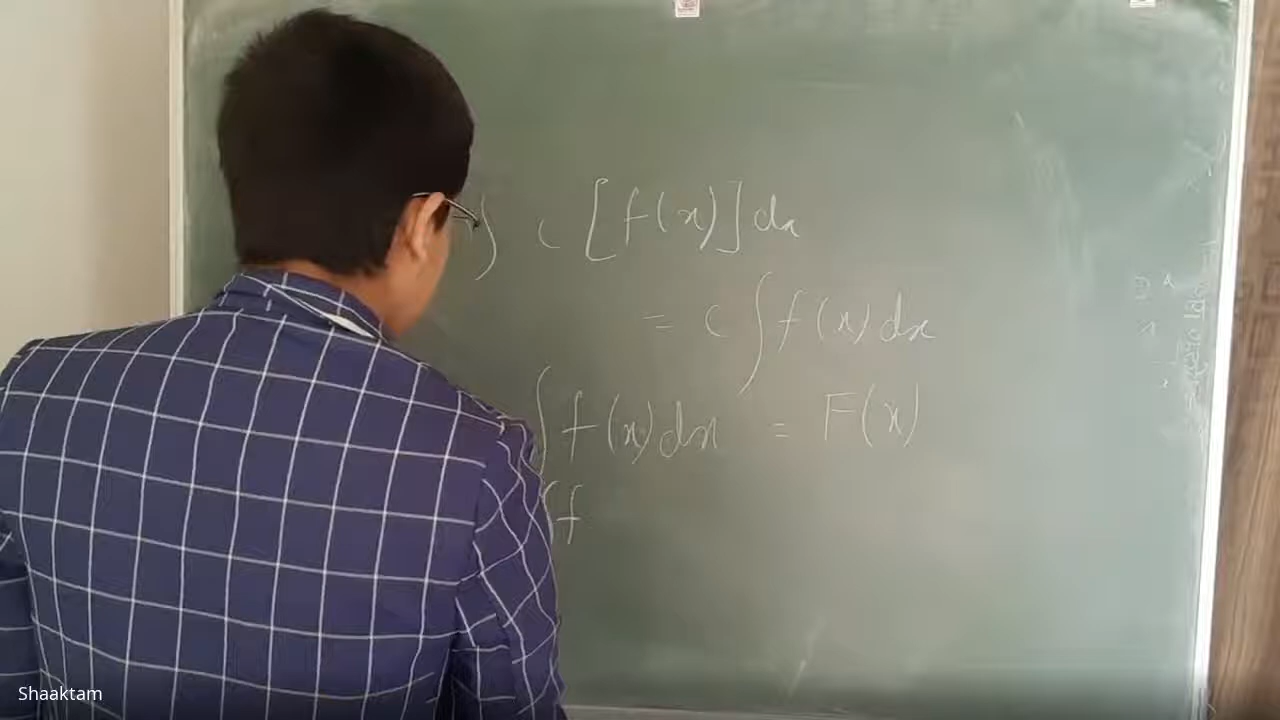 ) c [f(x)] dx
= c ∫ f(x) dx
∫ f(x) dx = F(x)
∫ f
Shaaktam